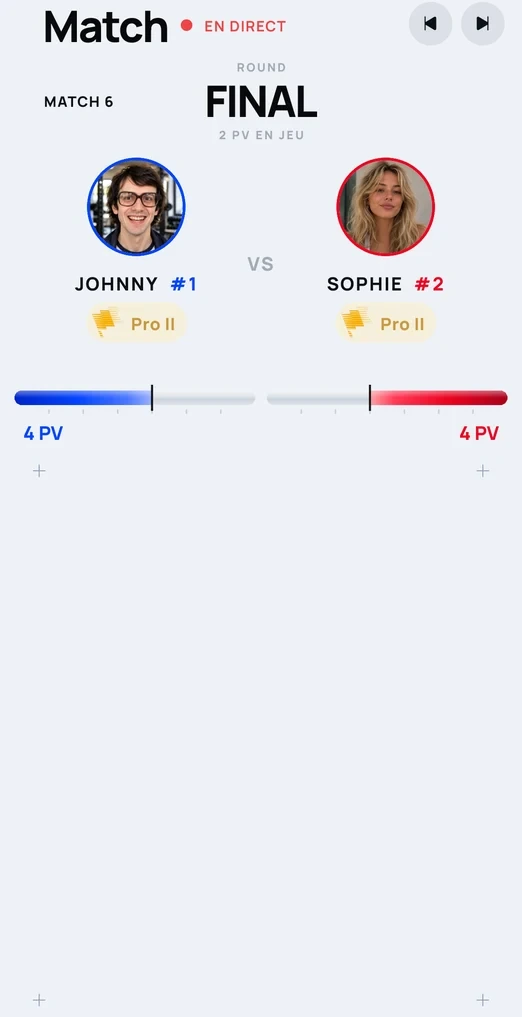 Match EN DIRECT
ROUND
MATCH 6 FINAL
2 PV EN JEU
VS
JOHNNY #1 SOPHIE #2
Pro II Pro II
4 PV 4 PV